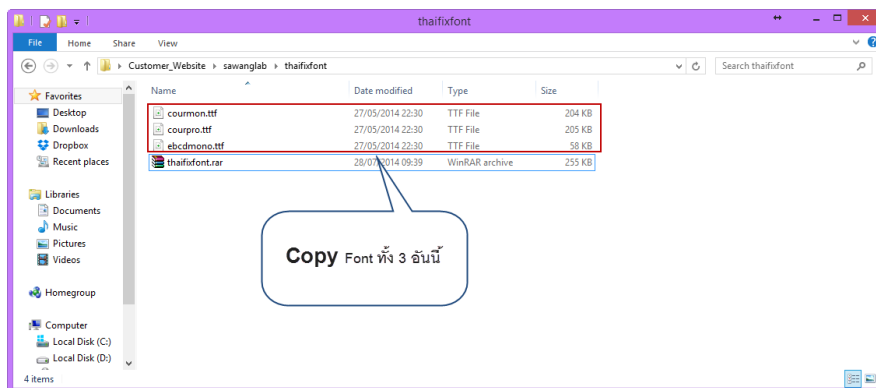 thaifixfont
File Home Share View
Customer_Website sawanglab thaifixfont Search thaifixfont
Name Date modified Type Size
Favorites
Desktop
Downloads
Dropbox
Recent places
Libraries
Documents
Music
Pictures
Videos
Homegroup
Computer
Local Disk (C:)
Local Disk (D:)
courmon.ttf 27/05/2014 22:30 TTF File 204 KB
courpro.ttf 27/05/2014 22:30 TTF File 205 KB
ebcdmono.ttf 27/05/2014 22:30 TTF File 58 KB
thaifixfont.rar 28/07/2014 09:39 WinRAR archive 255 KB
Copy Font ทั้ง 3 อันนี้
4 items